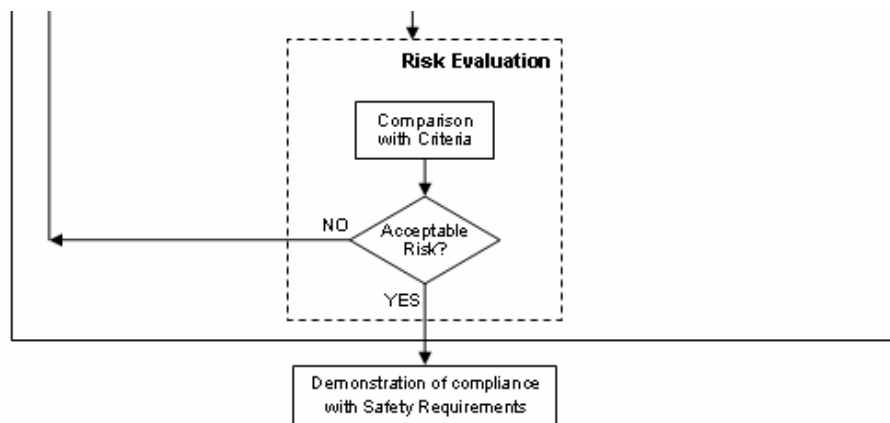 Risk Evaluation
Comparison
with Criteria
NO
Acceptable
Risk?
YES
Demonstration of compliance
with Safety Requirements